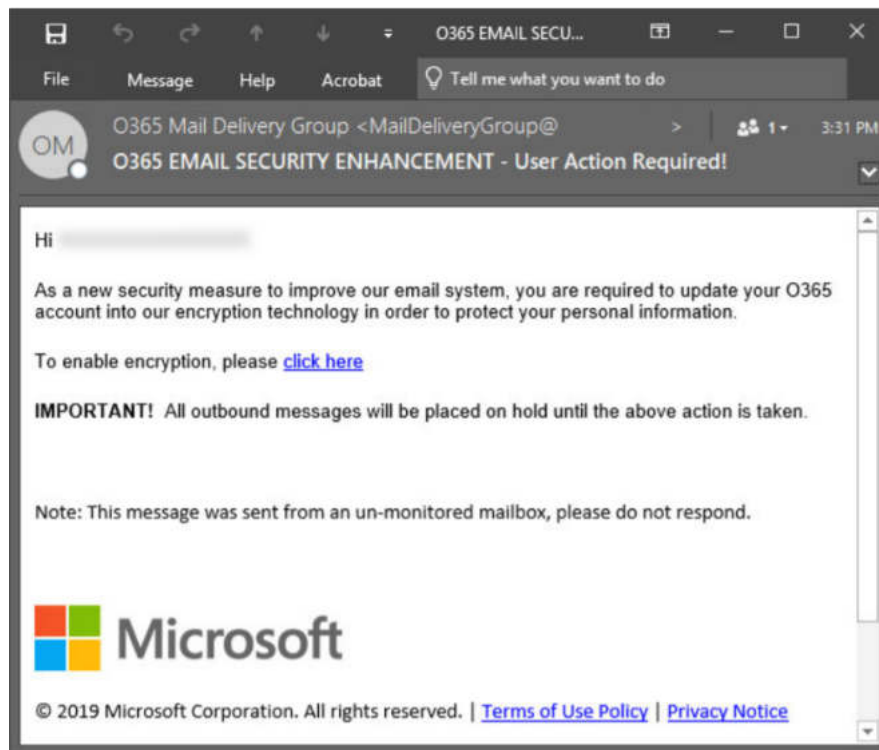 O365 EMAIL SECU...
File Message Help Acrobat Tell me what you want to do
OM
O365 Mail Delivery Group <MailDeliveryGroup@ > 1 3:31 PM
O365 EMAIL SECURITY ENHANCEMENT - User Action Required!
Hi
As a new security measure to improve our email system, you are required to update your O365
account into our encryption technology in order to protect your personal information.
To enable encryption, please click here
IMPORTANT! All outbound messages will be placed on hold until the above action is taken.
Note: This message was sent from an un-monitored mailbox, please do not respond.
Microsoft
© 2019 Microsoft Corporation. All rights reserved. | Terms of Use Policy | Privacy Notice